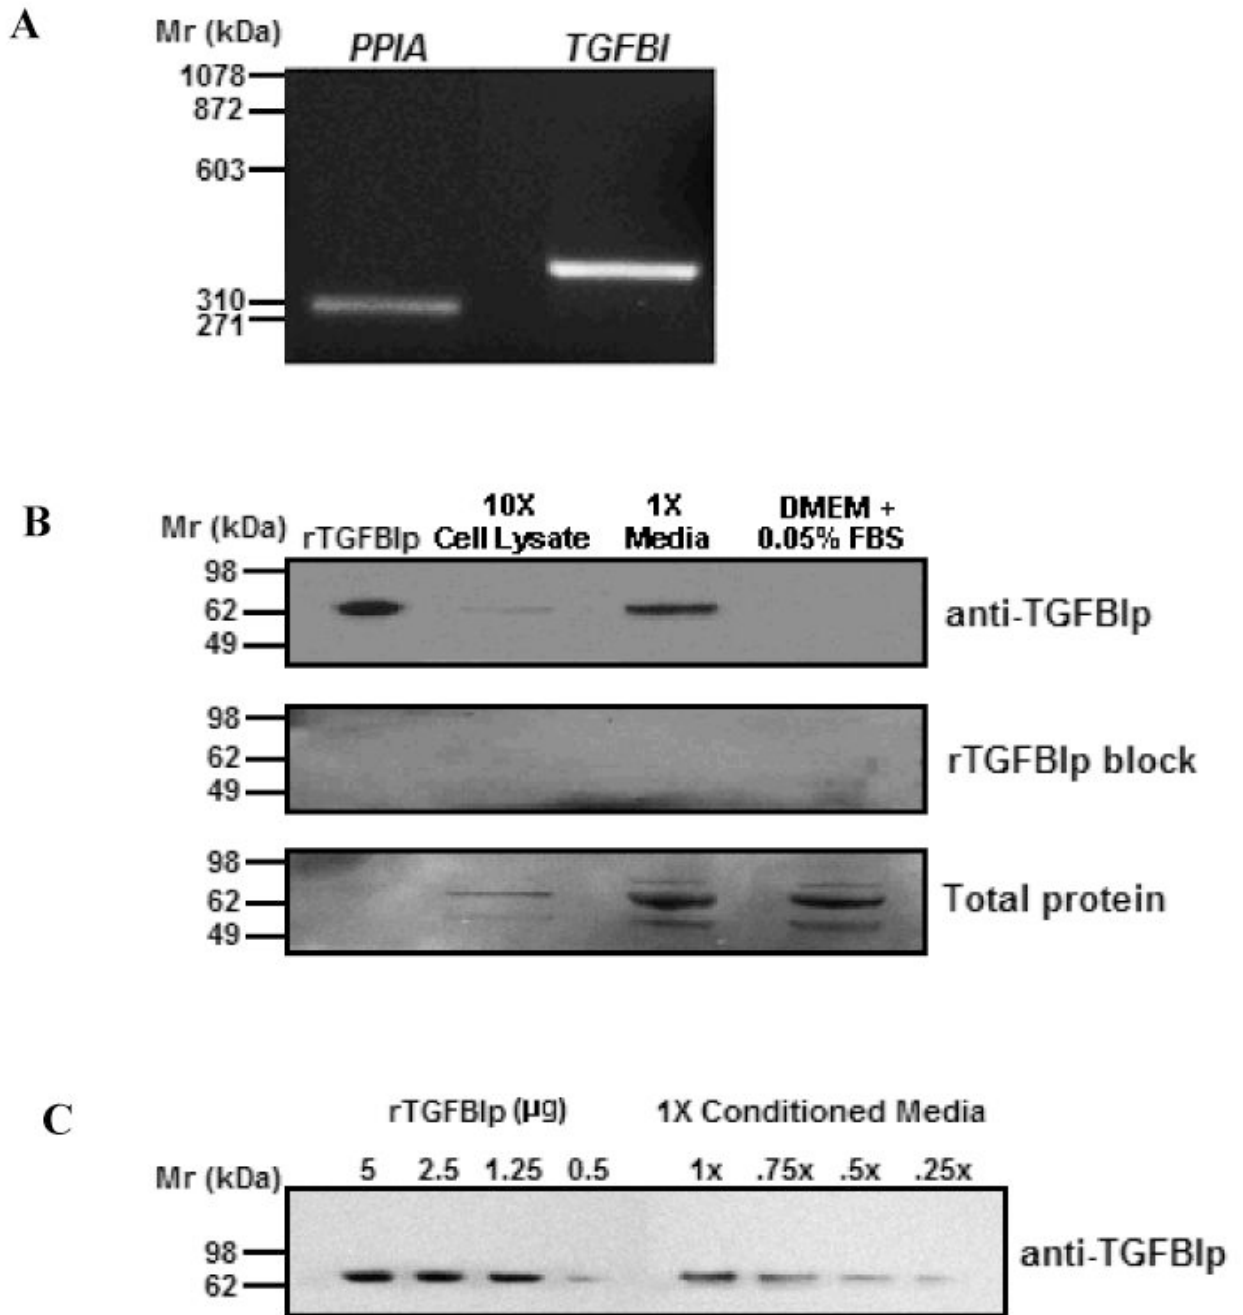 A
Mr (kDa)
PPIA TGFBI
1078
872
603
310
271
B
10X 1X DMEM +
Mr (kDa) rTGFBIp Cell Lysate Media 0.05% FBS
98
62
49
anti-TGFBIp
98
62
49
rTGFBIp block
98
62
49
Total protein
C
rTGFBIp (µg) 1X Conditioned Media
Mr (kDa) 5 2.5 1.25 0.5 1x .75x .5x .25x
98
62
anti-TGFBIp